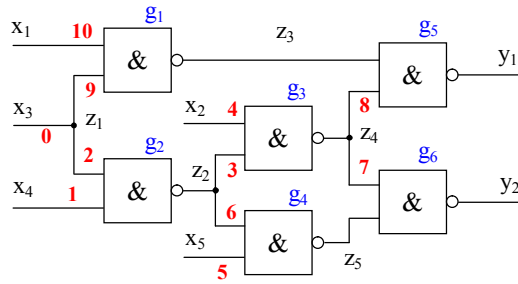 g₁
x₁ 10 z₃ g₅
& & y₁
9 g₃
x₃ x₂ 4 8
0 z₁ g₂ & z₄ g₆
2 z₂ 3 7
x₄ 1 & g₄ & y₂
6
x₅ & z₅
5